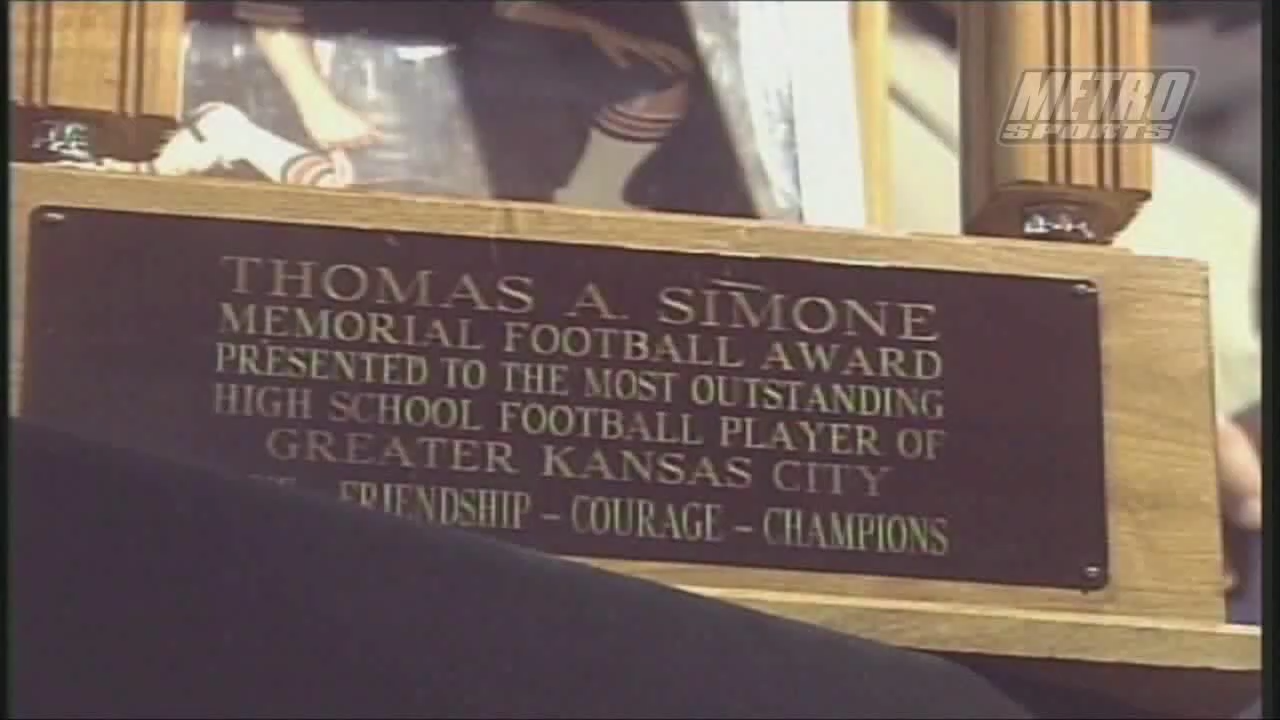 METRO
SPORTS
THOMAS A. SIMONE
MEMORIAL FOOTBALL AWARD
PRESENTED TO THE MOST OUTSTANDING
HIGH SCHOOL FOOTBALL PLAYER OF
GREATER KANSAS CITY
FRIENDSHIP – COURAGE – CHAMPIONS